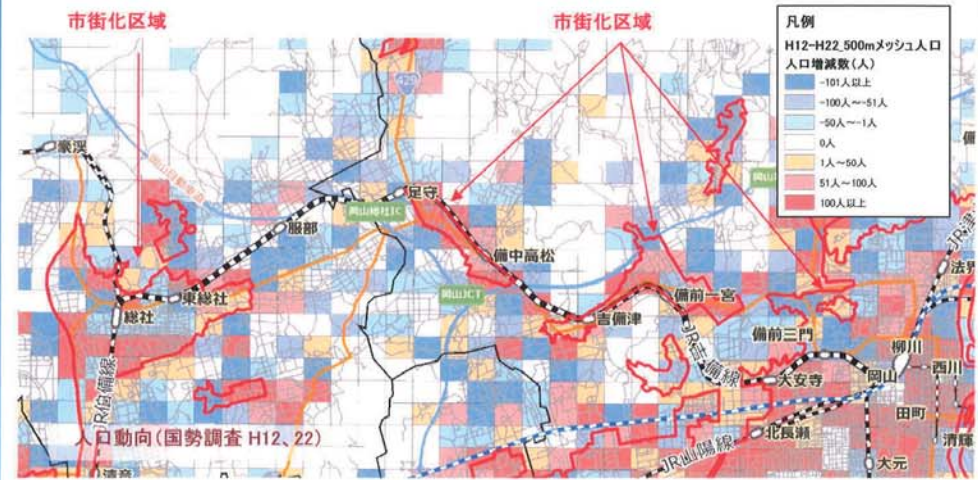 市街化区域
市街化区域
凡例
H12-H22_500mメッシュ人口
人口増減数(人)
-101人以上
-100人～-51人
-50人～-1人
0人
1人～50人
51人～100人
100人以上
豪渓
足守
岡山総社IC
服部
備中高松
岡山JCT
東総社
総社
吉備津
備前一宮
備前三門
JR吉備線
大安寺
岡山
柳川
西川
田町
法界
JR伯備線
人口動向(国勢調査 H12、22)
北長瀬
JR山陽線
大元
清輝
清音